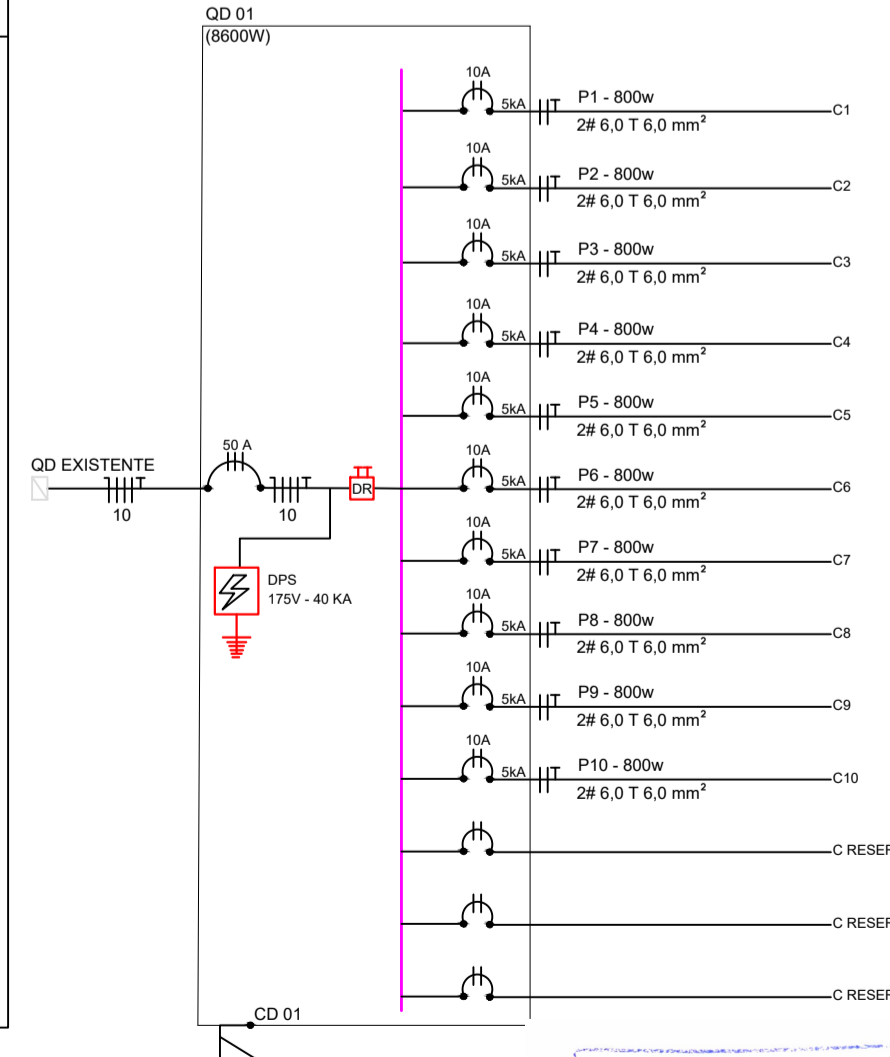 QD 01
(8600W)
10A
5kA
P1 - 800w
2# 6,0 T 6,0 mm²
C1
10A
5kA
P2 - 800w
2# 6,0 T 6,0 mm²
C2
10A
5kA
P3 - 800w
2# 6,0 T 6,0 mm²
C3
10A
5kA
P4 - 800w
2# 6,0 T 6,0 mm²
C4
10A
5kA
P5 - 800w
2# 6,0 T 6,0 mm²
C5
QD EXISTENTE
10
50 A
10
DR
DPS
175V - 40 KA
10A
5kA
P6 - 800w
2# 6,0 T 6,0 mm²
C6
10A
5kA
P7 - 800w
2# 6,0 T 6,0 mm²
C7
10A
5kA
P8 - 800w
2# 6,0 T 6,0 mm²
C8
10A
5kA
P9 - 800w
2# 6,0 T 6,0 mm²
C9
10A
5kA
P10 - 800w
2# 6,0 T 6,0 mm²
C10
C RESER
C RESER
C RESER
CD 01